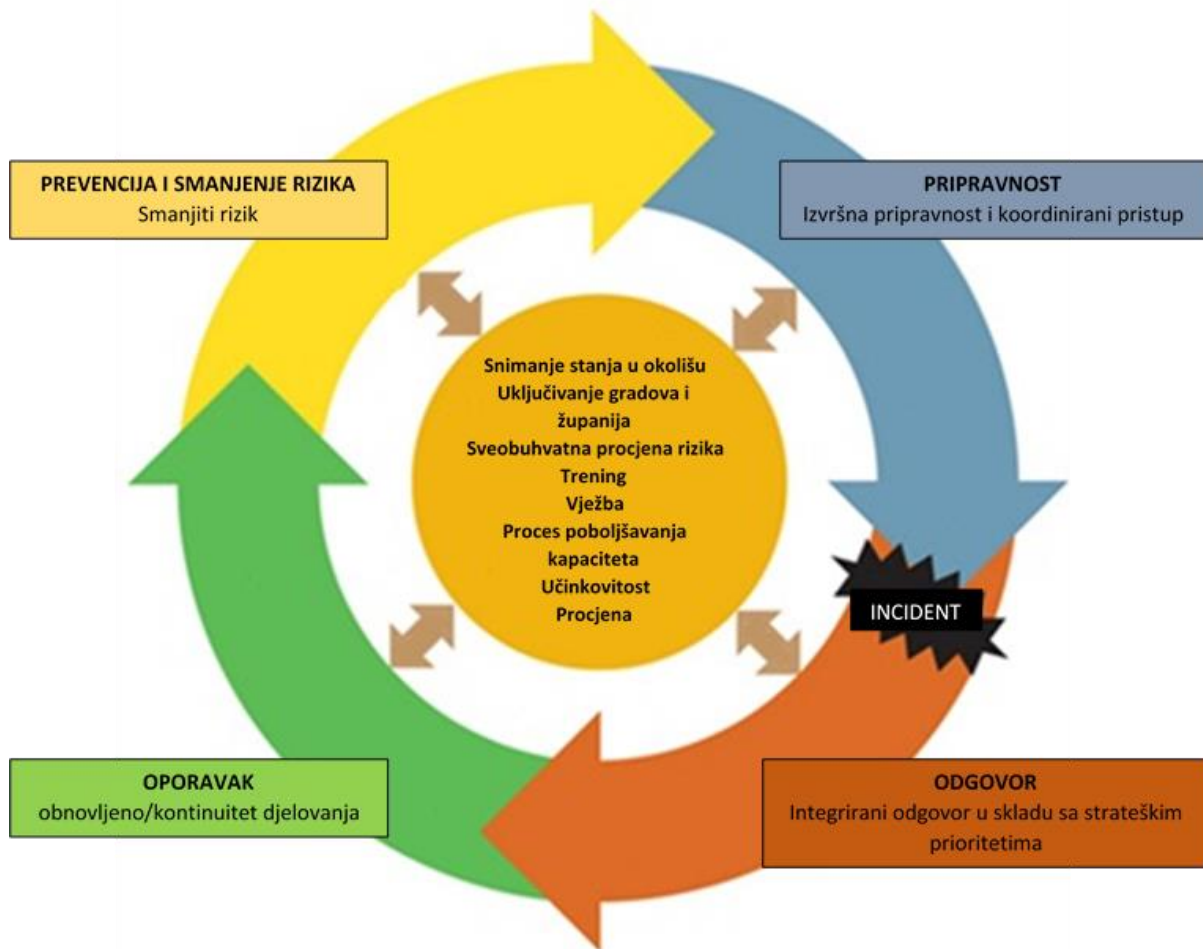 PREVENCIJA I SMANJENJE RIZIKA
Smanjiti rizik
PRIPRAVNOST
Izvršna pripravnost i koordinirani pristup
Snimanje stanja u okolišu
Uključivanje gradova i
županija
Sveobuhvatna procjena rizika
Trening
Vježba
Proces poboljšavanja
kapaciteta
Učinkovitost
Procjena
INCIDENT
OPORAVAK
obnovljeno/kontinuitet djelovanja
ODGOVOR
Integrirani odgovor u skladu sa strateškim
prioritetima